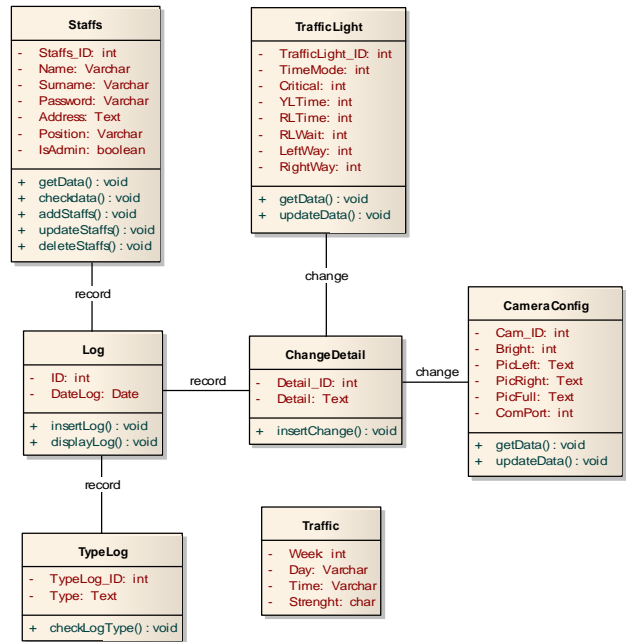 Staffs
- Staffs_ID: int
- Name: Varchar
- Surname: Varchar
- Password: Varchar
- Address: Text
- Position: Varchar
- IsAdmin: boolean
+ getData() : void
+ checkdata() : void
+ addStaffs() : void
+ updateStaffs() : void
+ deleteStaffs() : void
TrafficLight
- TrafficLight_ID: int
- TimeMode: int
- Critical: int
- YLTime: int
- RLTime: int
- RLWait: int
- LeftWay: int
- RightWay: int
+ getData() : void
+ updateData() : void
record
change
Log
- ID: int
- DateLog: Date
+ insertLog() : void
+ displayLog() : void
record
ChangeDetail
- Detail_ID: int
- Detail: Text
+ insertChange() : void
change
CameraConfig
- Cam_ID: int
- Bright: int
- PicLeft: Text
- PicRight: Text
- PicFull: Text
- ComPort: int
+ getData() : void
+ updateData() : void
record
TypeLog
- TypeLog_ID: int
- Type: Text
+ checkLogType() : void
Traffic
- Week: int
- Day: Varchar
- Time: Varchar
- Strenght: char